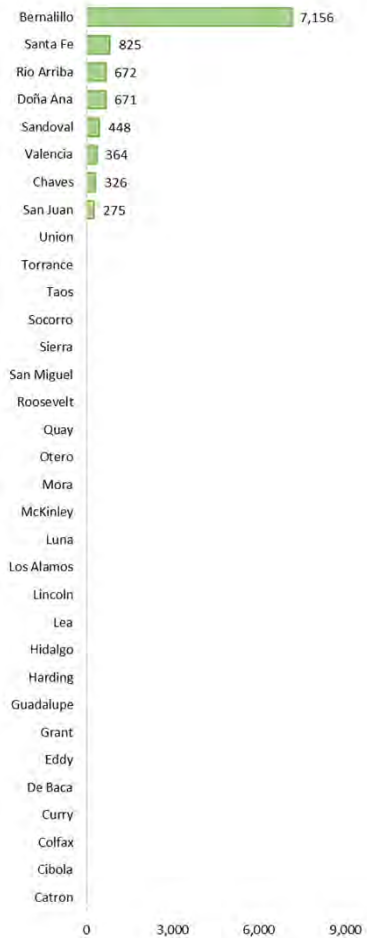 Bernalillo 7,156
Santa Fe 825
Rio Arriba 672
Doña Ana 671
Sandoval 448
Valencia 364
Chaves 326
San Juan 275
Union
Torrance
Taos
Socorro
Sierra
San Miguel
Roosevelt
Quay
Otero
Mora
McKinley
Luna
Los Alamos
Lincoln
Lea
Hidalgo
Harding
Guadalupe
Grant
Eddy
De Baca
Curry
Colfax
Cibola
Catron
0 3,000 6,000 9,000